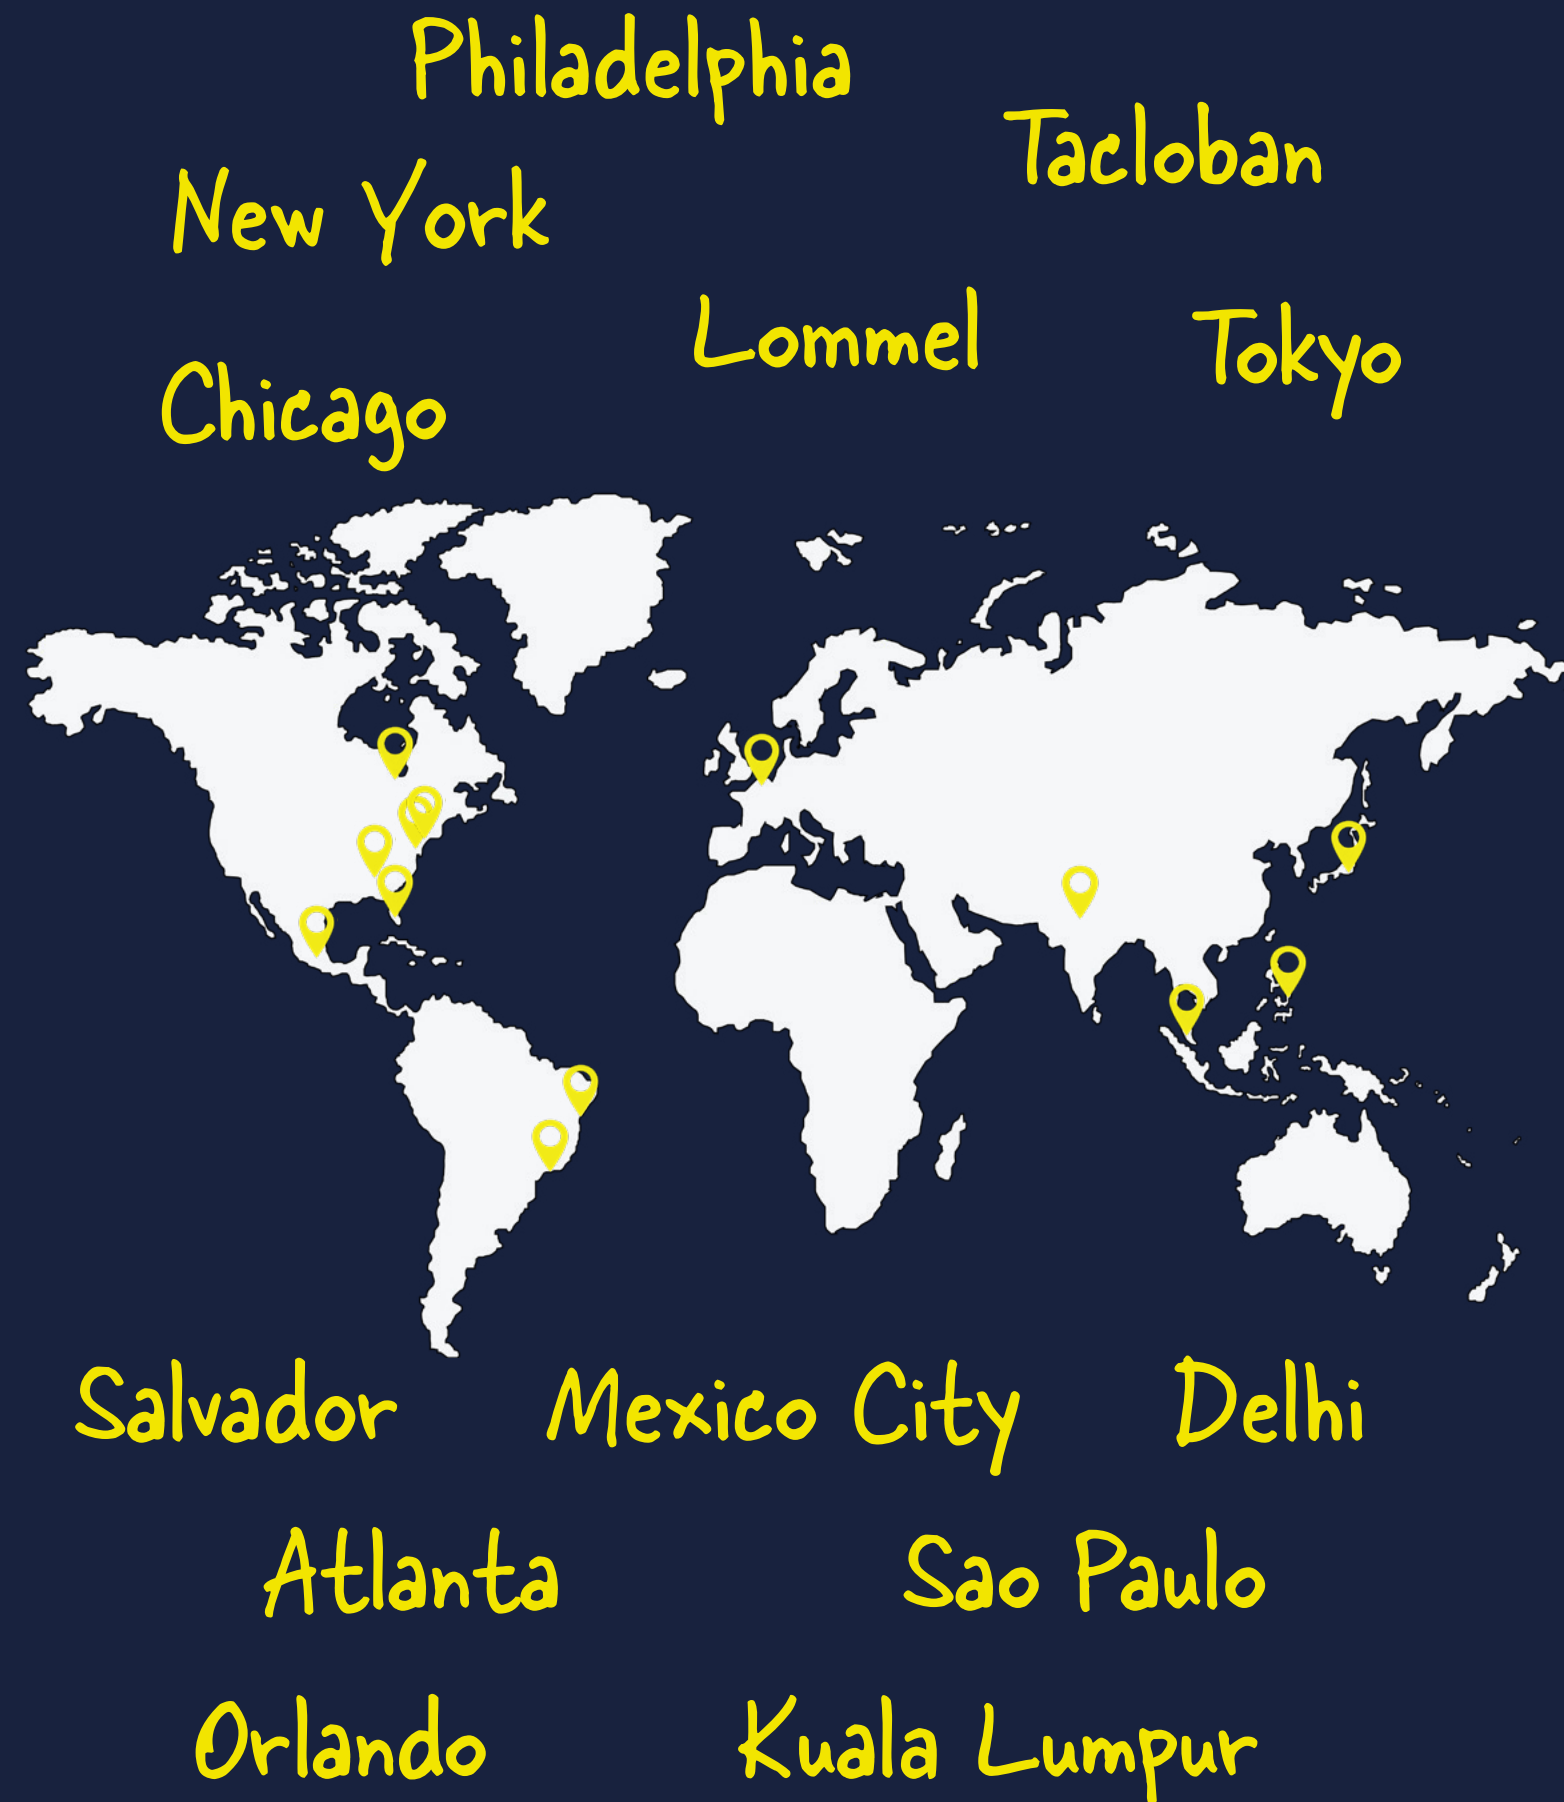 Philadelphia
Tacloban
New York
Lommel
Tokyo
Chicago
Salvador
Mexico City
Delhi
Atlanta
Sao Paulo
Orlando
Kuala Lumpur